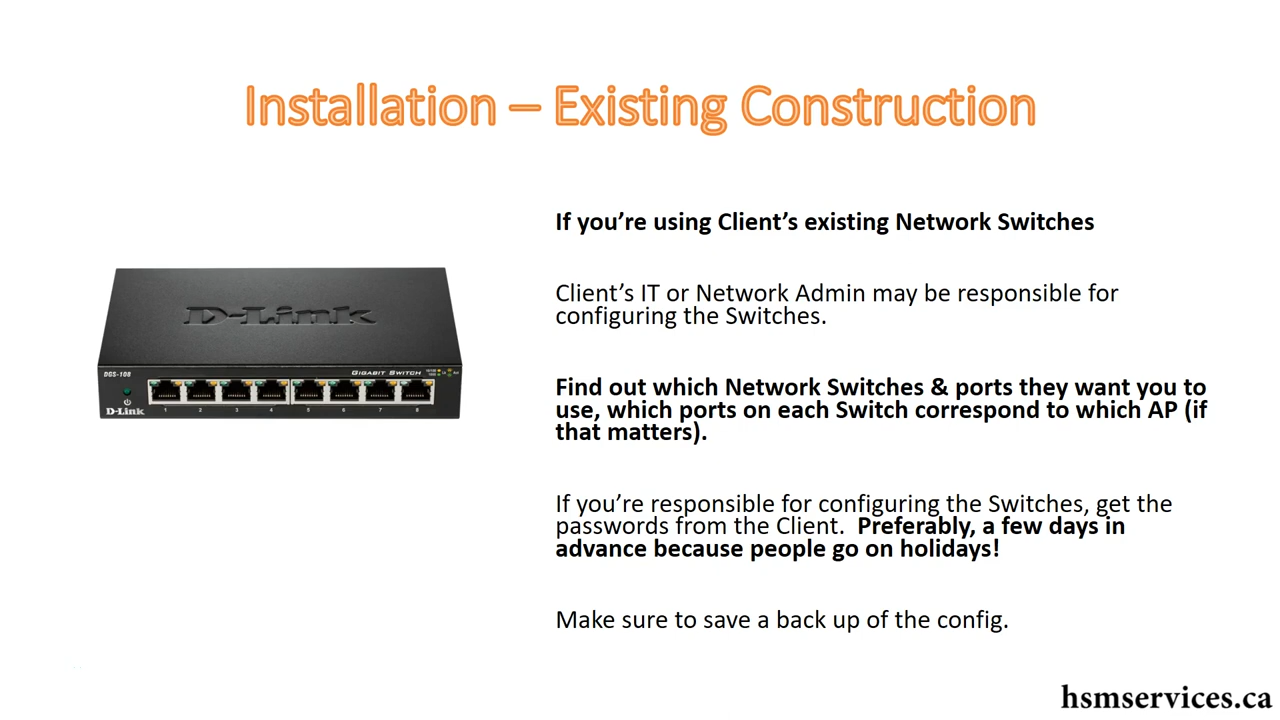 Installation – Existing Construction
If you’re using Client’s existing Network Switches
Client’s IT or Network Admin may be responsible for
configuring the Switches.
Find out which Network Switches & ports they want you to
use, which ports on each Switch correspond to which AP (if
that matters).
If you’re responsible for configuring the Switches, get the
passwords from the Client.  Preferably, a few days in
advance because people go on holidays!
Make sure to save a back up of the config.
D-Link
DGS-108
GIGABIT SWITCH
D-Link
1 2 3 4 5 6 7 8
hsmservices.ca